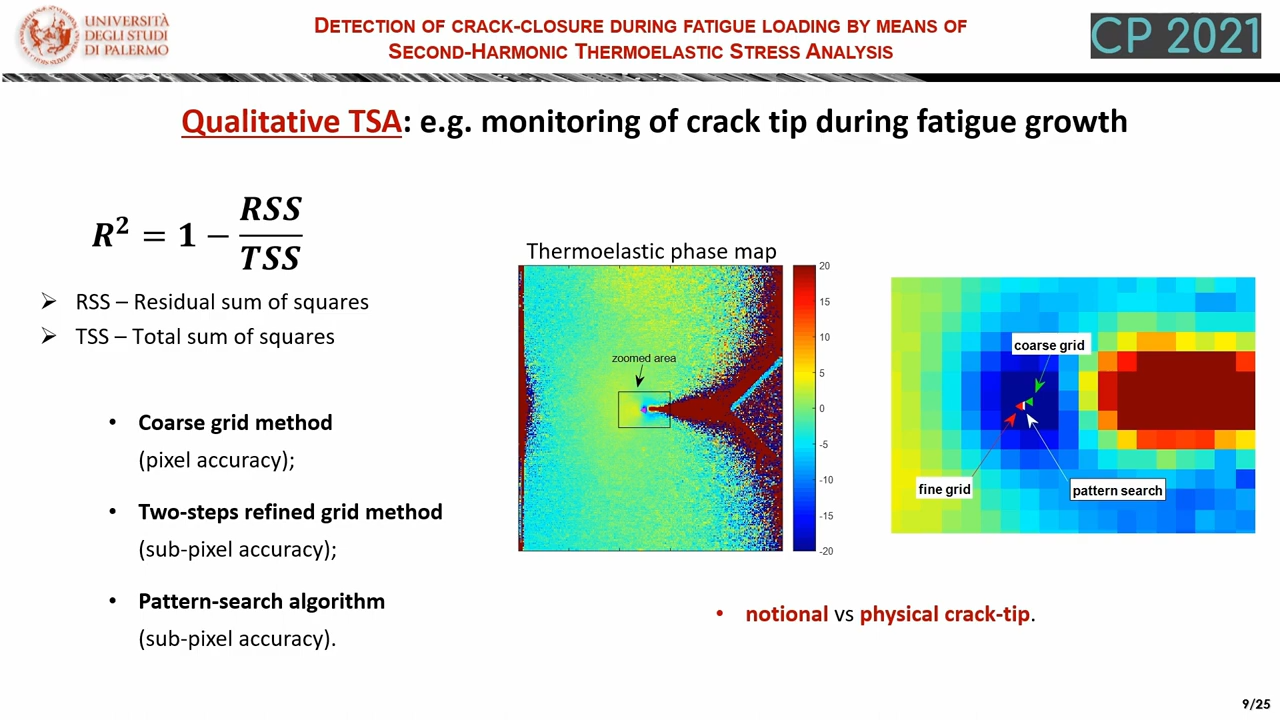 UNIVERSITÀ
DEGLI STUDI
DI PALERMO
DETECTION OF CRACK-CLOSURE DURING FATIGUE LOADING BY MEANS OF
SECOND-HARMONIC THERMOELASTIC STRESS ANALYSIS
CP 2021
Qualitative TSA: e.g. monitoring of crack tip during fatigue growth
R² = 1 − RSS/TSS
➢ RSS – Residual sum of squares
➢ TSS – Total sum of squares
• Coarse grid method
(pixel accuracy);
• Two-steps refined grid method
(sub-pixel accuracy);
• Pattern-search algorithm
(sub-pixel accuracy).
Thermoelastic phase map
zoomed area
20
15
10
5
0
-5
-10
-15
-20
coarse grid
fine grid
pattern search
• notional vs physical crack-tip.
9/25